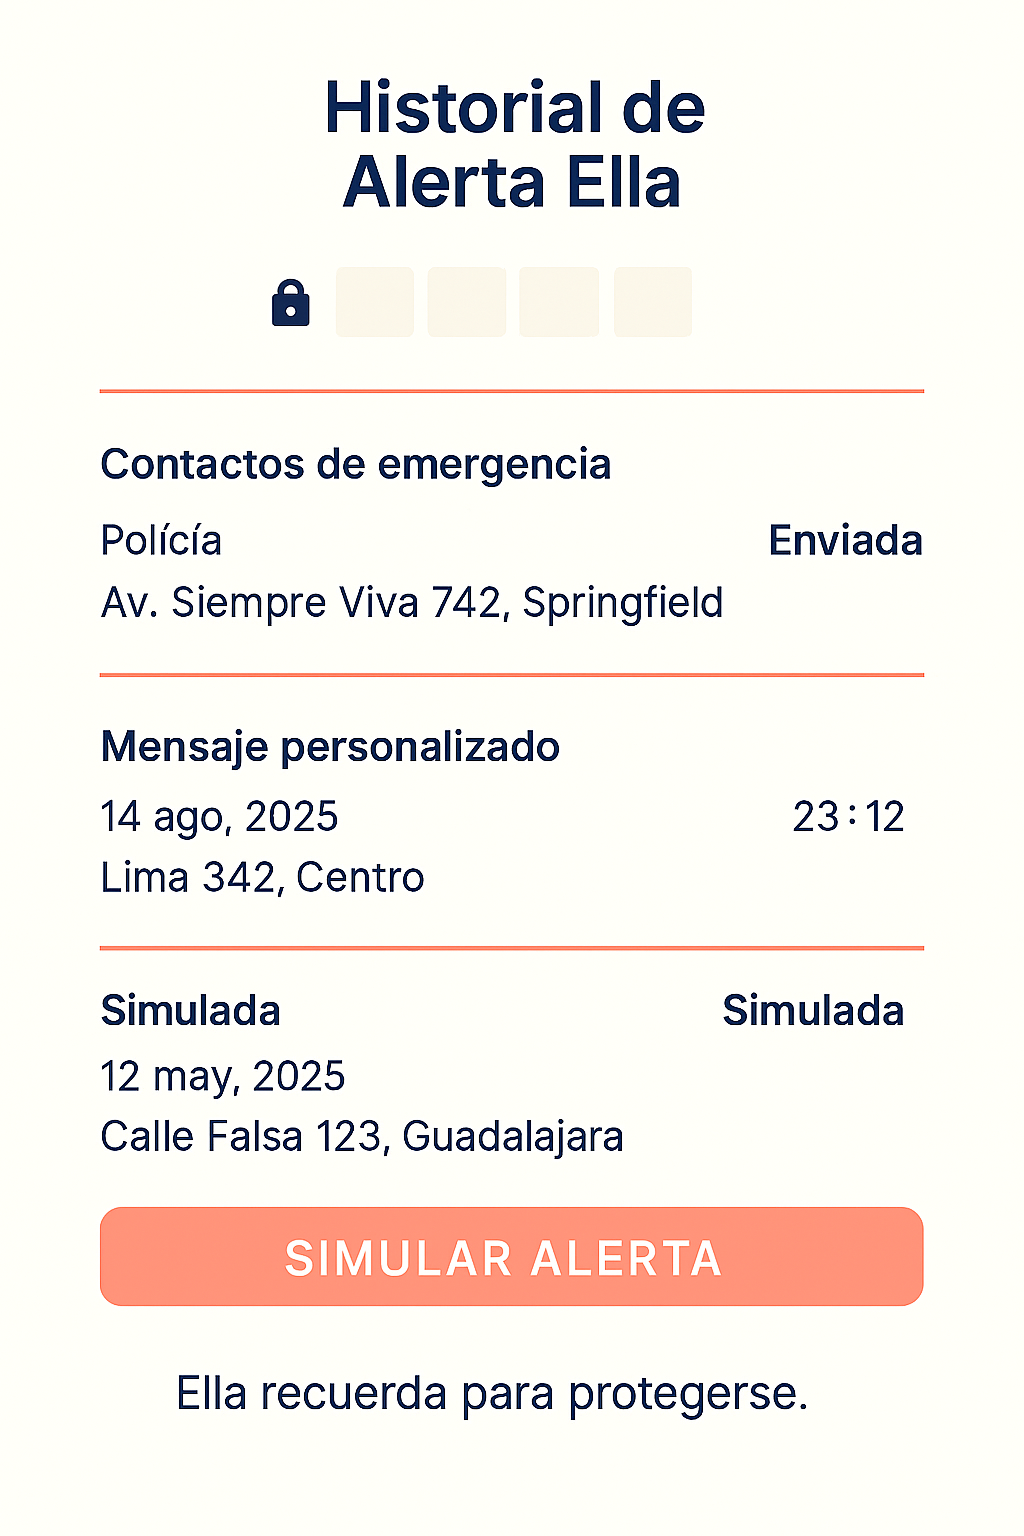 Historial de
Alerta Ella
Contactos de emergencia
Polícía Enviada
Av. Siempre Viva 742, Springfield
Mensaje personalizado
14 ago, 2025 23:12
Lima 342, Centro
Simulada Simulada
12 may, 2025
Calle Falsa 123, Guadalajara
SIMULAR ALERTA
Ella recuerda para protegerse.